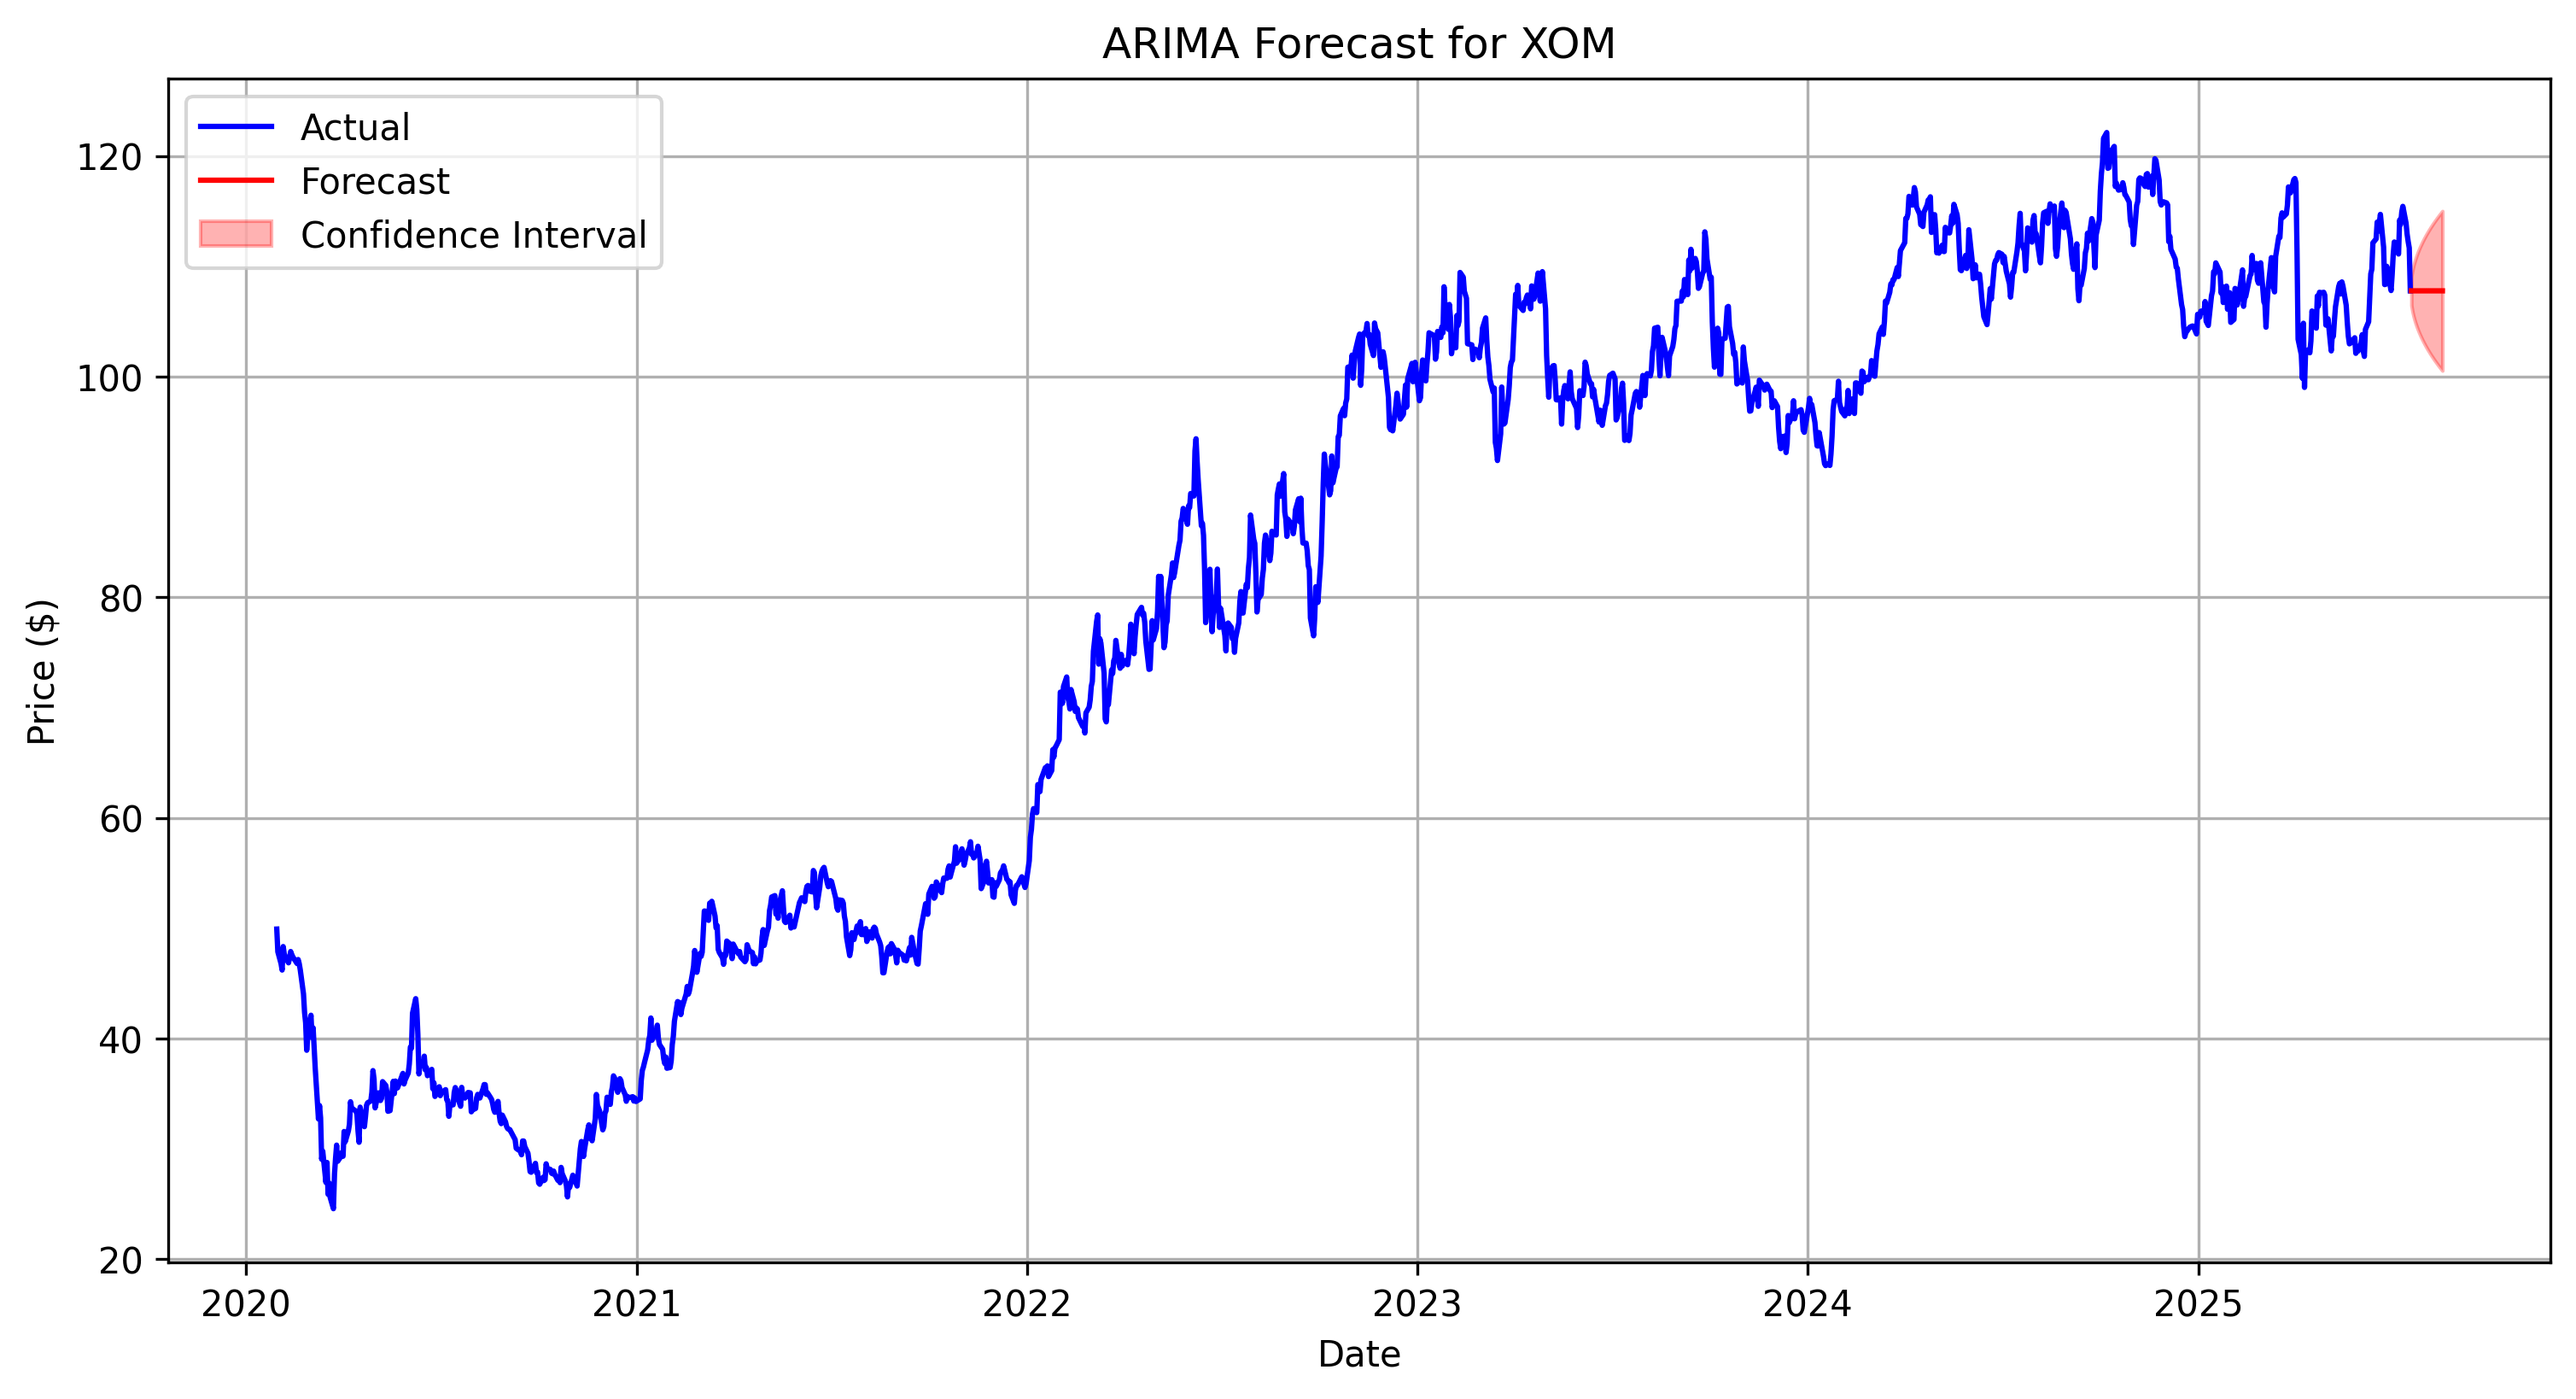 ARIMA Forecast for XOM
Actual
Forecast
Confidence Interval
120
100
80
60
40
20
Price ($)
2020 2021 2022 2023 2024 2025
Date